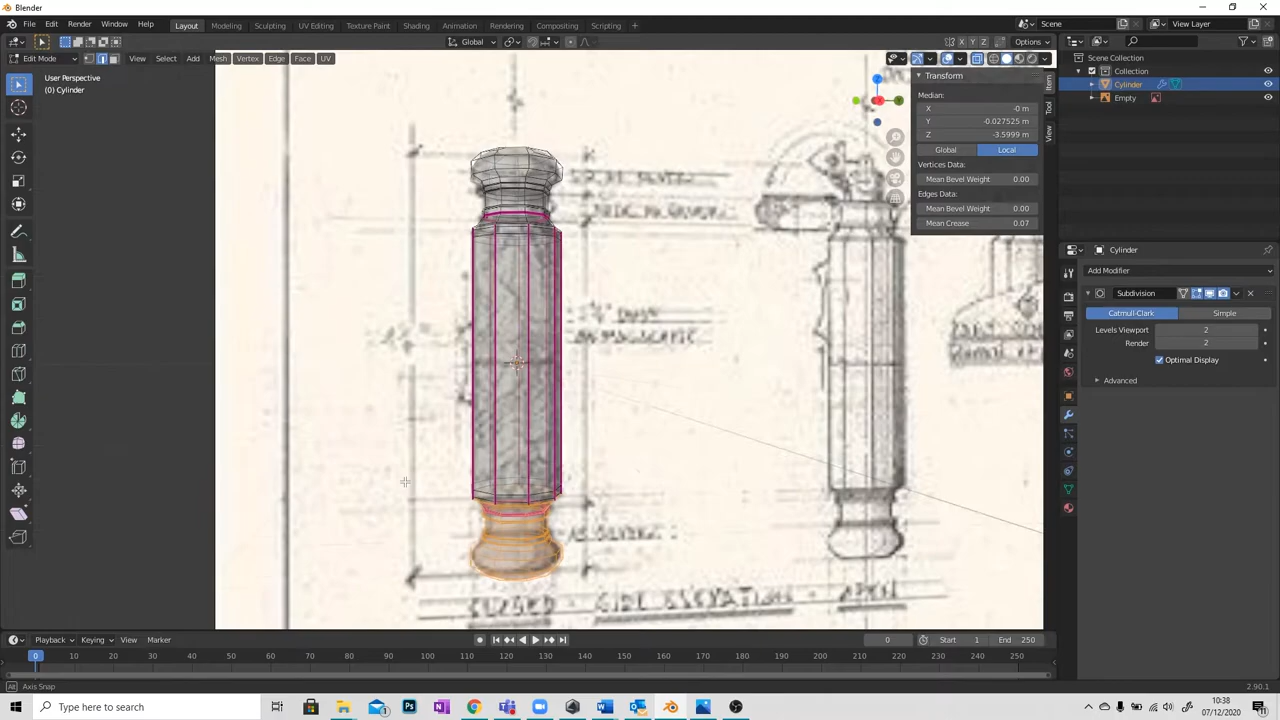 Blender
File Edit Render Window Help
Layout Modeling Sculpting UV Editing Texture Paint Shading Animation Rendering Compositing Scripting +
Scene
View Layer
Global
X Y Z
Options
Edit Mode
View Select Add Mesh Vertex Edge Face UV
User Perspective
(0) Cylinder
Transform
Median:
X -0 m
Y -0.027525 m
Z -3.5999 m
Global Local
Vertices Data:
Mean Bevel Weight 0.00
Edges Data:
Mean Bevel Weight 0.00
Mean Crease 0.07
Item
Tool
View
Scene Collection
Collection
Cylinder
Empty
Cylinder
Add Modifier
Subdivision
Catmull-Clark Simple
Levels Viewport 2
Render 2
Optimal Display
Advanced
CLOSED - SIDE ELEVATION - OPEN
Playback Keying View Marker
0 Start 1 End 250
0 10 20 30 40 50 60 70 80 90 100 110 120 130 140 150 160 170 180 190 200 210 220 230 240 250
Axis Snap
2.90.1
Type here to search
10:38
07/12/2020